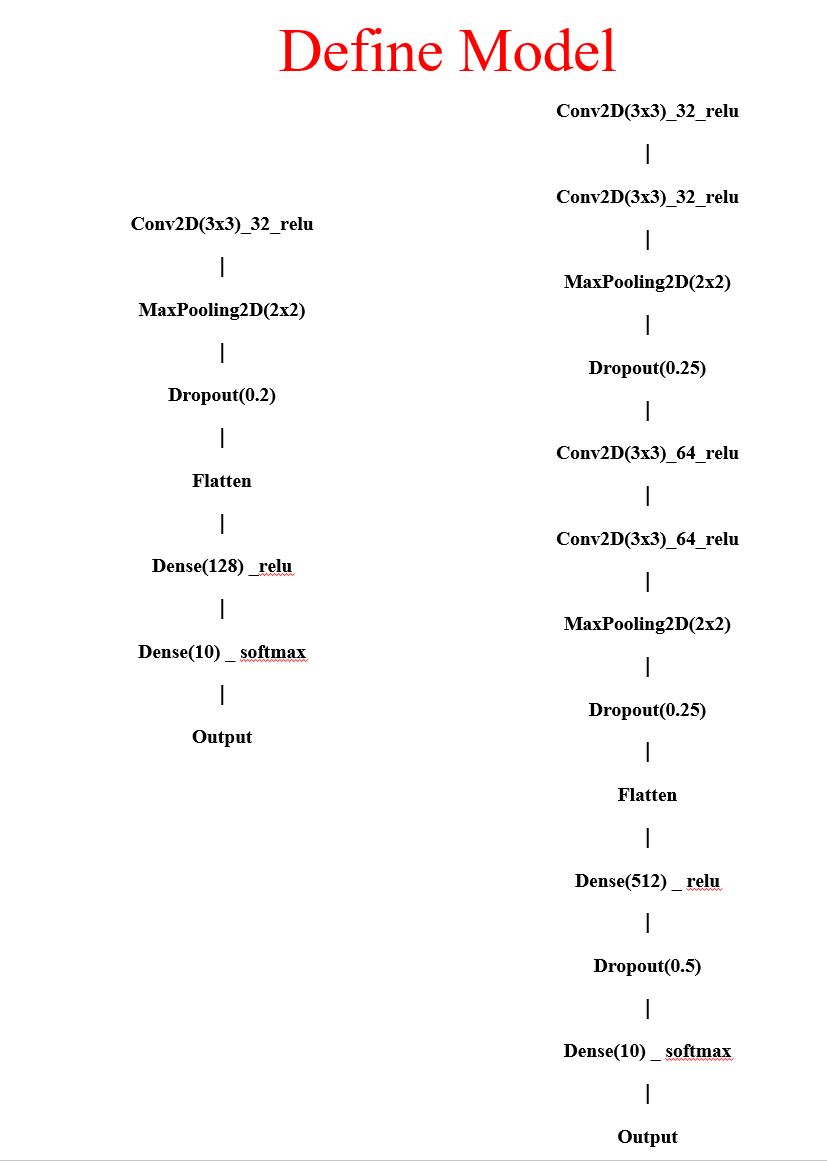 Define Model
Conv2D(3x3)_32_relu
|
MaxPooling2D(2x2)
|
Dropout(0.2)
|
Flatten
|
Dense(128) _relu
|
Dense(10) _ softmax
|
Output
Conv2D(3x3)_32_relu
|
Conv2D(3x3)_32_relu
|
MaxPooling2D(2x2)
|
Dropout(0.25)
|
Conv2D(3x3)_64_relu
|
Conv2D(3x3)_64_relu
|
MaxPooling2D(2x2)
|
Dropout(0.25)
|
Flatten
|
Dense(512) _ relu
|
Dropout(0.5)
|
Dense(10) _ softmax
|
Output